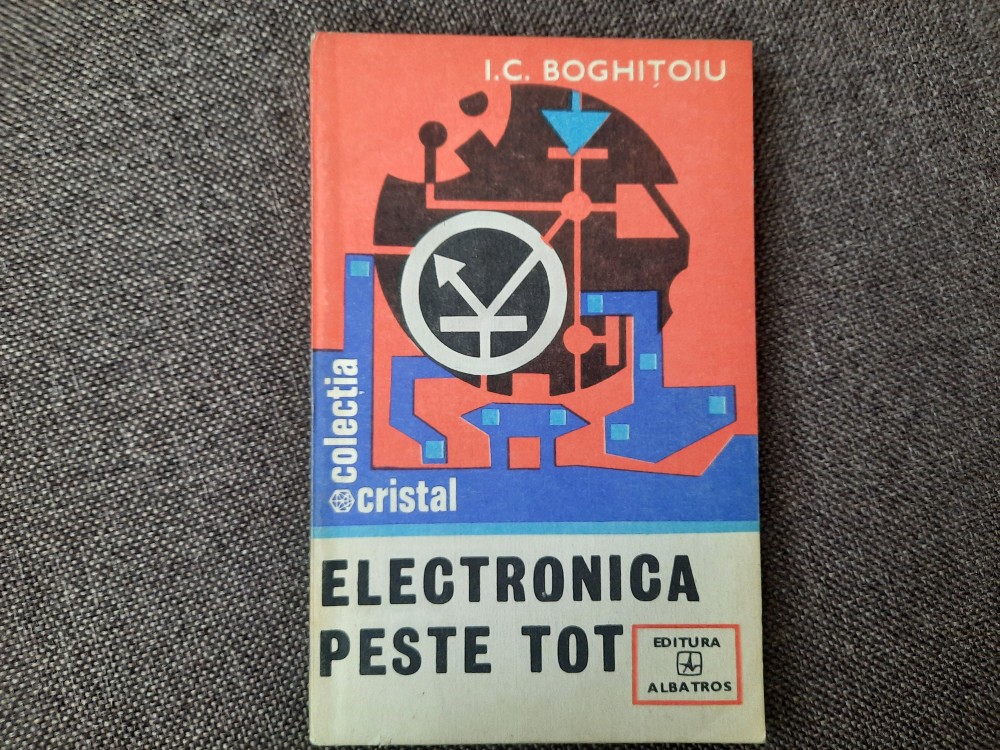 I.C. BOGHIȚOIU
colecția
cristal
ELECTRONICA
PESTE TOT
EDITURA
ALBATROS